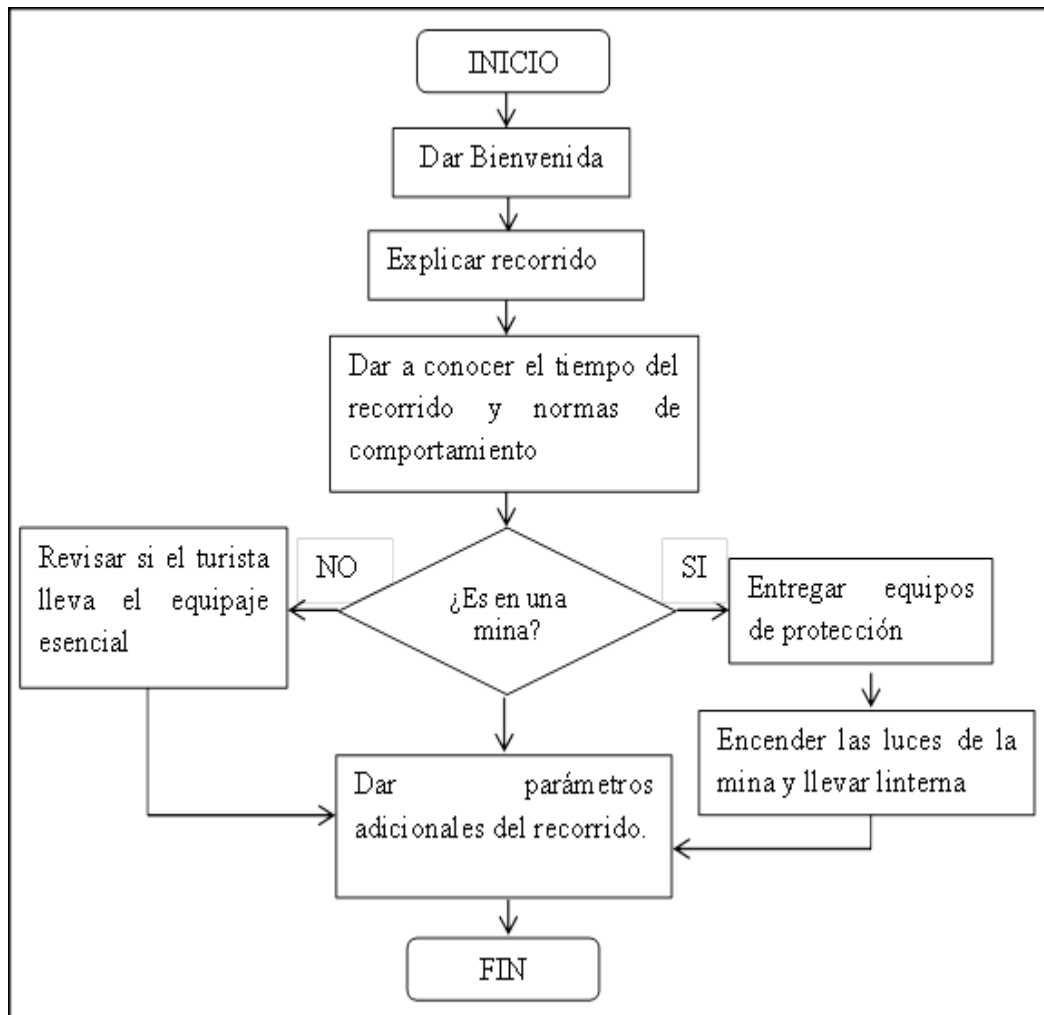 INICIO
Dar Bienvenida
Explicar recorrido
Dar a conocer el tiempo del
recorrido y normas de
comportamiento
¿Es en una
mina?
NO
Revisar si el turista
lleva el equipaje
esencial
SI
Entregar equipos
de protección
Encender las luces de la
mina y llevar linterna
Dar parámetros
adicionales del recorrido.
FIN